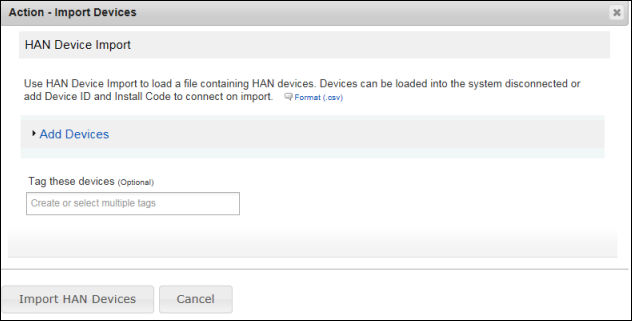 Action - Import Devices
HAN Device Import
Use HAN Device Import to load a file containing HAN devices. Devices can be loaded into the system disconnected or
add Device ID and Install Code to connect on import. Format (.csv)
Add Devices
Tag these devices (Optional)
Create or select multiple tags
Import HAN Devices Cancel